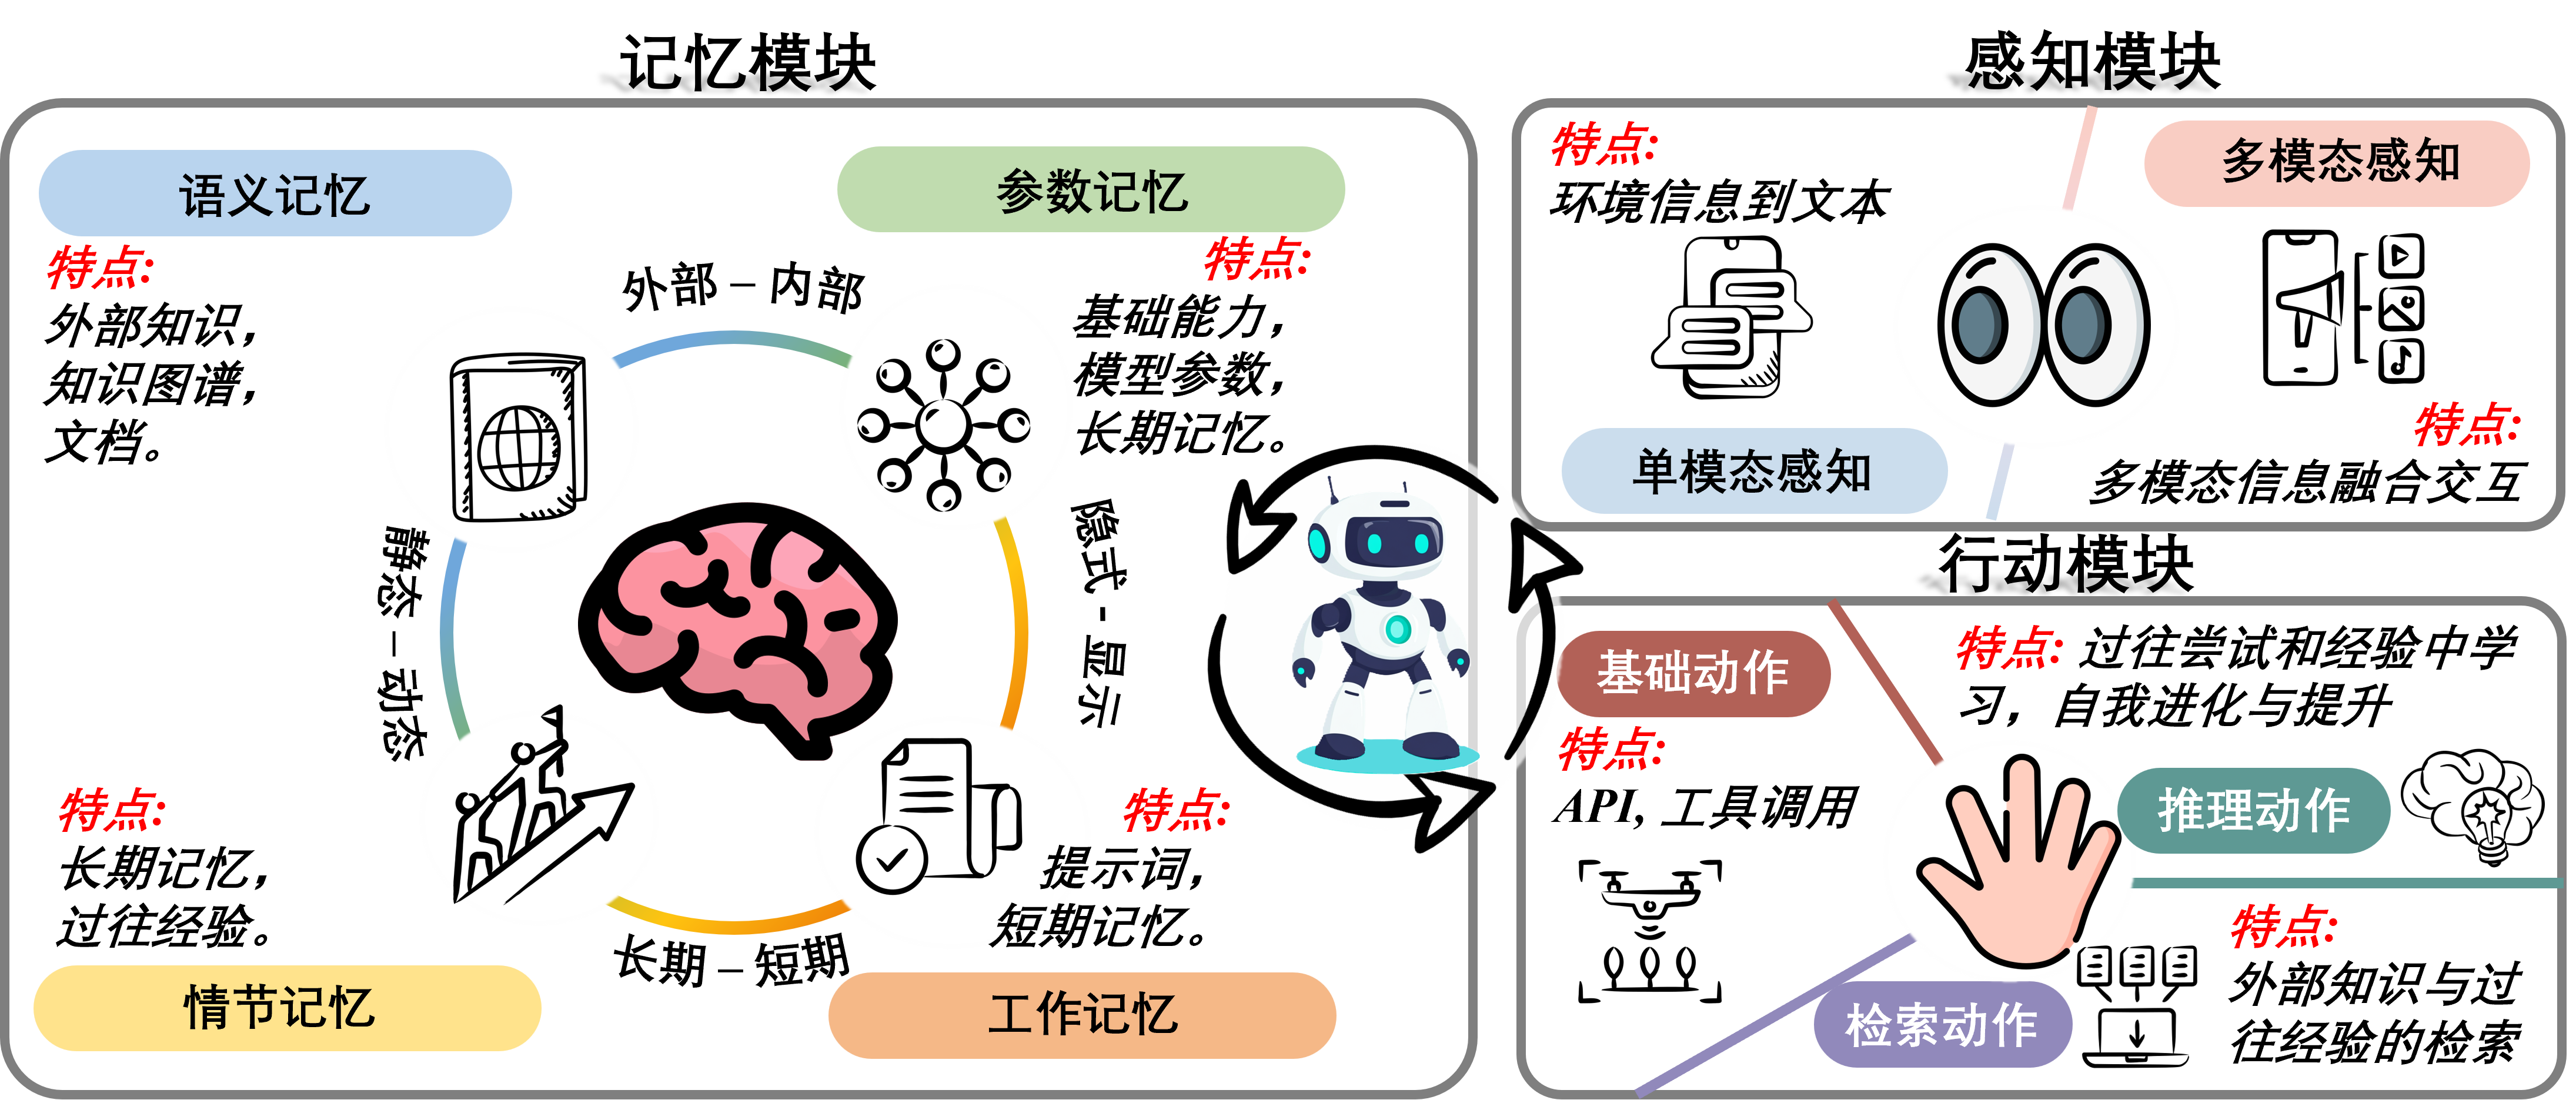 记忆模块
语义记忆
特点:
外部知识，
知识图谱，
文档。
参数记忆
特点:
基础能力，
模型参数，
长期记忆。
外部 – 内部
静态 – 动态
隐式 - 显示
长期 – 短期
特点:
长期记忆，
过往经验。
情节记忆
特点:
提示词，
短期记忆。
工作记忆
感知模块
特点:
环境信息到文本
单模态感知
多模态感知
特点:
多模态信息融合交互
行动模块
基础动作
特点:
API, 工具调用
特点: 过往尝试和经验中学
习，自我进化与提升
推理动作
检索动作
特点:
外部知识与过
往经验的检索